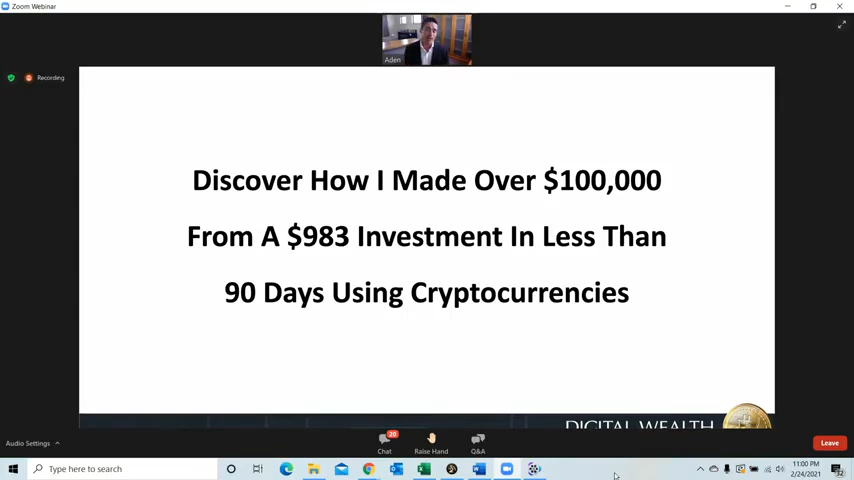 Zoom Webinar
Aden
Recording
Discover How I Made Over $100,000
From A $983 Investment In Less Than
90 Days Using Cryptocurrencies
DIGITAL WEALTH
Audio Settings
20
Chat
Raise Hand
Q&A
Leave
Type here to search
11:00 PM
2/24/2021